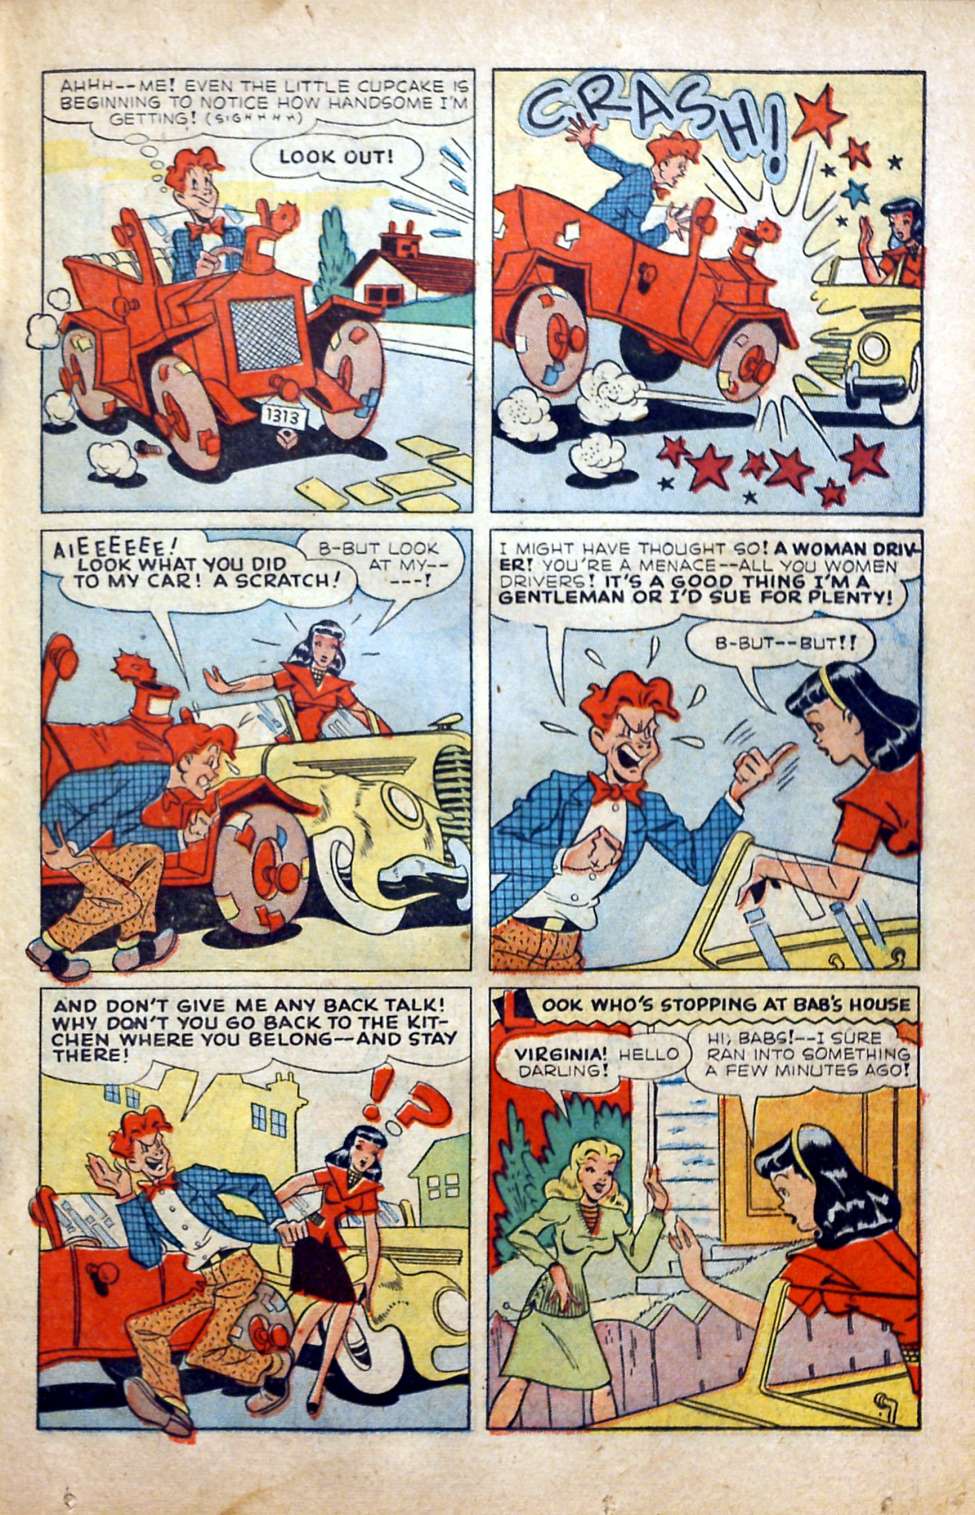 AHHH--ME! EVEN THE LITTLE CUPCAKE IS
BEGINNING TO NOTICE HOW HANDSOME I'M
GETTING! (SIGHHHH)
LOOK OUT!
1313
CRASH!
AIEEEEEE!
LOOK WHAT YOU DID
TO MY CAR! A SCRATCH!
B-BUT LOOK
AT MY--
---!
I MIGHT HAVE THOUGHT SO! A WOMAN DRIV-
ER! YOU'RE A MENACE--ALL YOU WOMEN
DRIVERS! IT'S A GOOD THING I'M A
GENTLEMAN OR I'D SUE FOR PLENTY!
B-BUT--BUT!!
AND DON'T GIVE ME ANY BACK TALK!
WHY DON'T YOU GO BACK TO THE KIT-
CHEN WHERE YOU BELONG--AND STAY
THERE!
!?
LOOK WHO'S STOPPING AT BAB'S HOUSE
VIRGINIA! HELLO
DARLING!
HI, BABS!--I SURE
RAN INTO SOMETHING
A FEW MINUTES AGO!